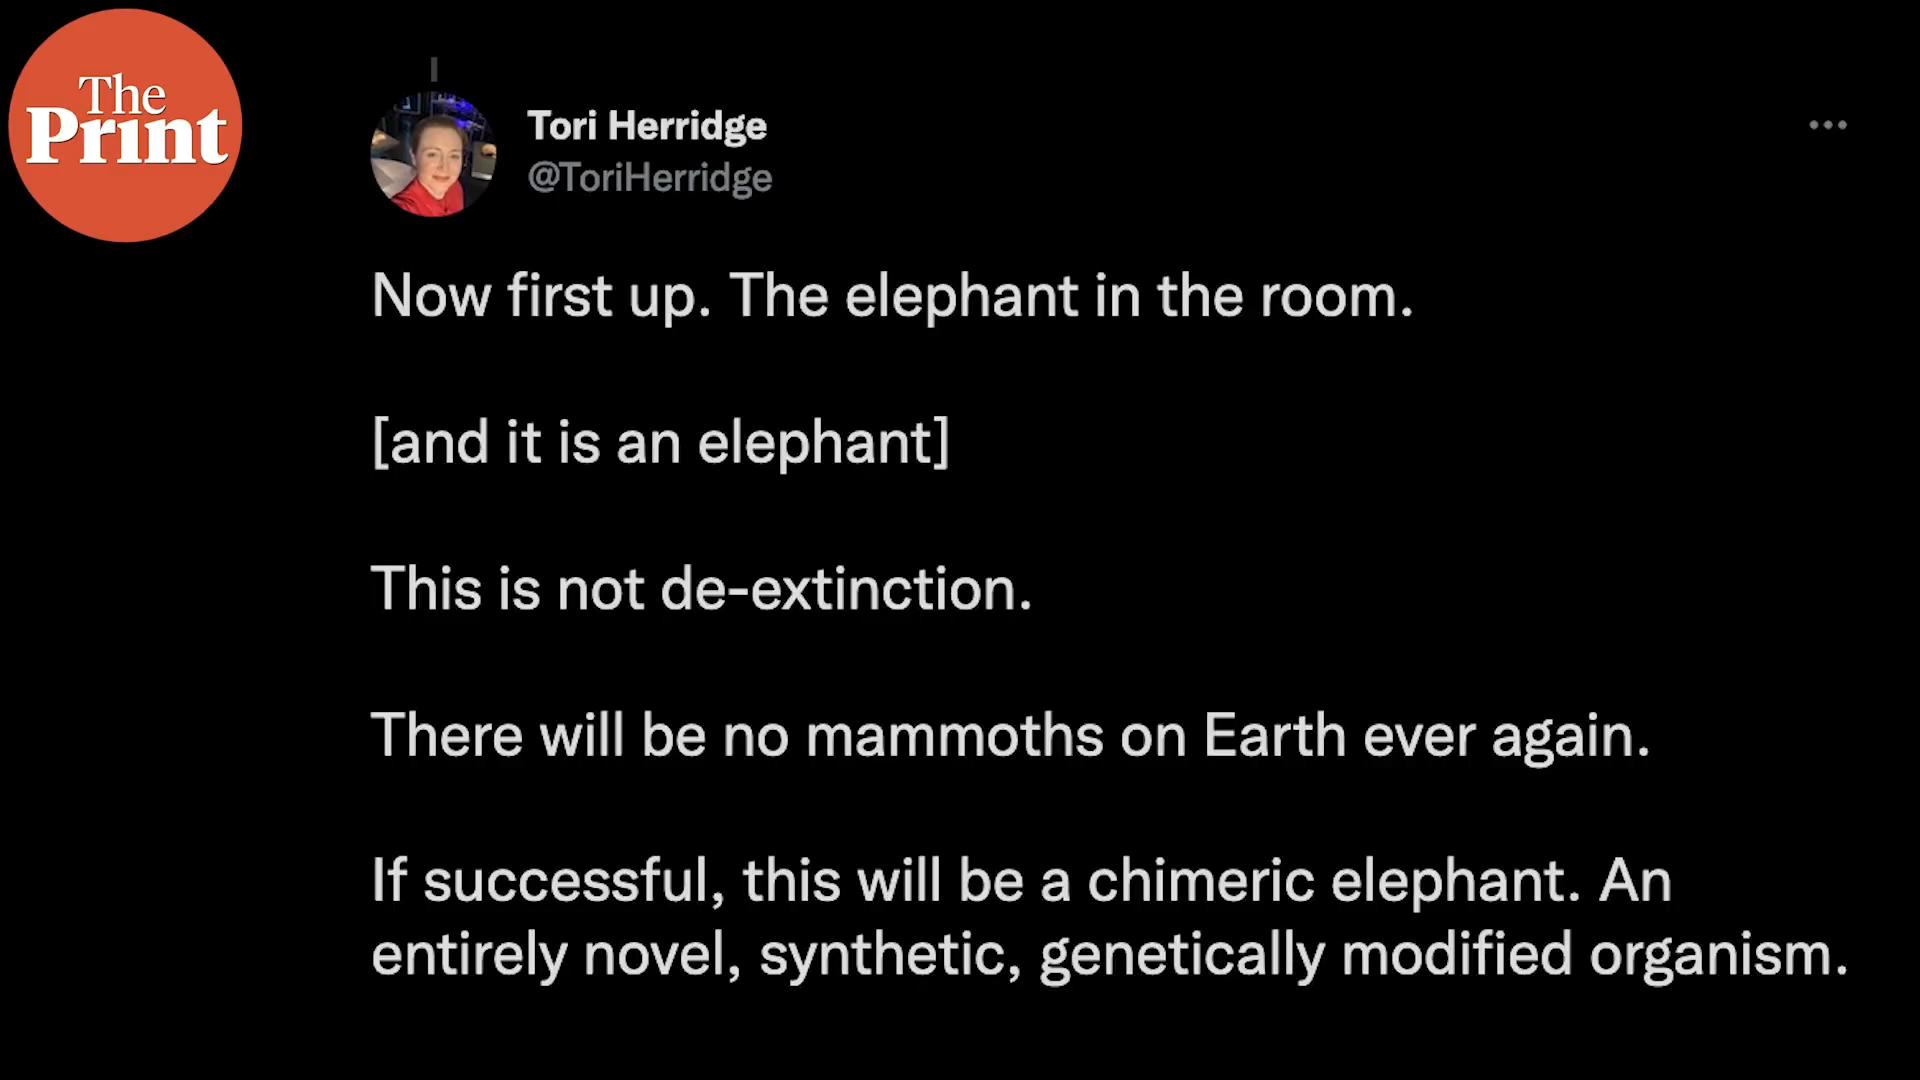 The
Print
Tori Herridge
@ToriHerridge
Now first up. The elephant in the room.
[and it is an elephant]
This is not de-extinction.
There will be no mammoths on Earth ever again.
If successful, this will be a chimeric elephant. An
entirely novel, synthetic, genetically modified organism.